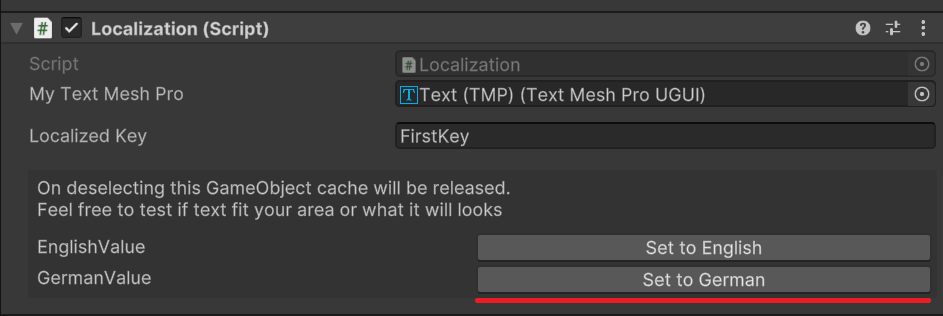 Localization (Script)
Script
Localization
My Text Mesh Pro
Text (TMP) (Text Mesh Pro UGUI)
Localized Key
FirstKey
On deselecting this GameObject cache will be released.
Feel free to test if text fit your area or what it will looks
EnglishValue
Set to English
GermanValue
Set to German